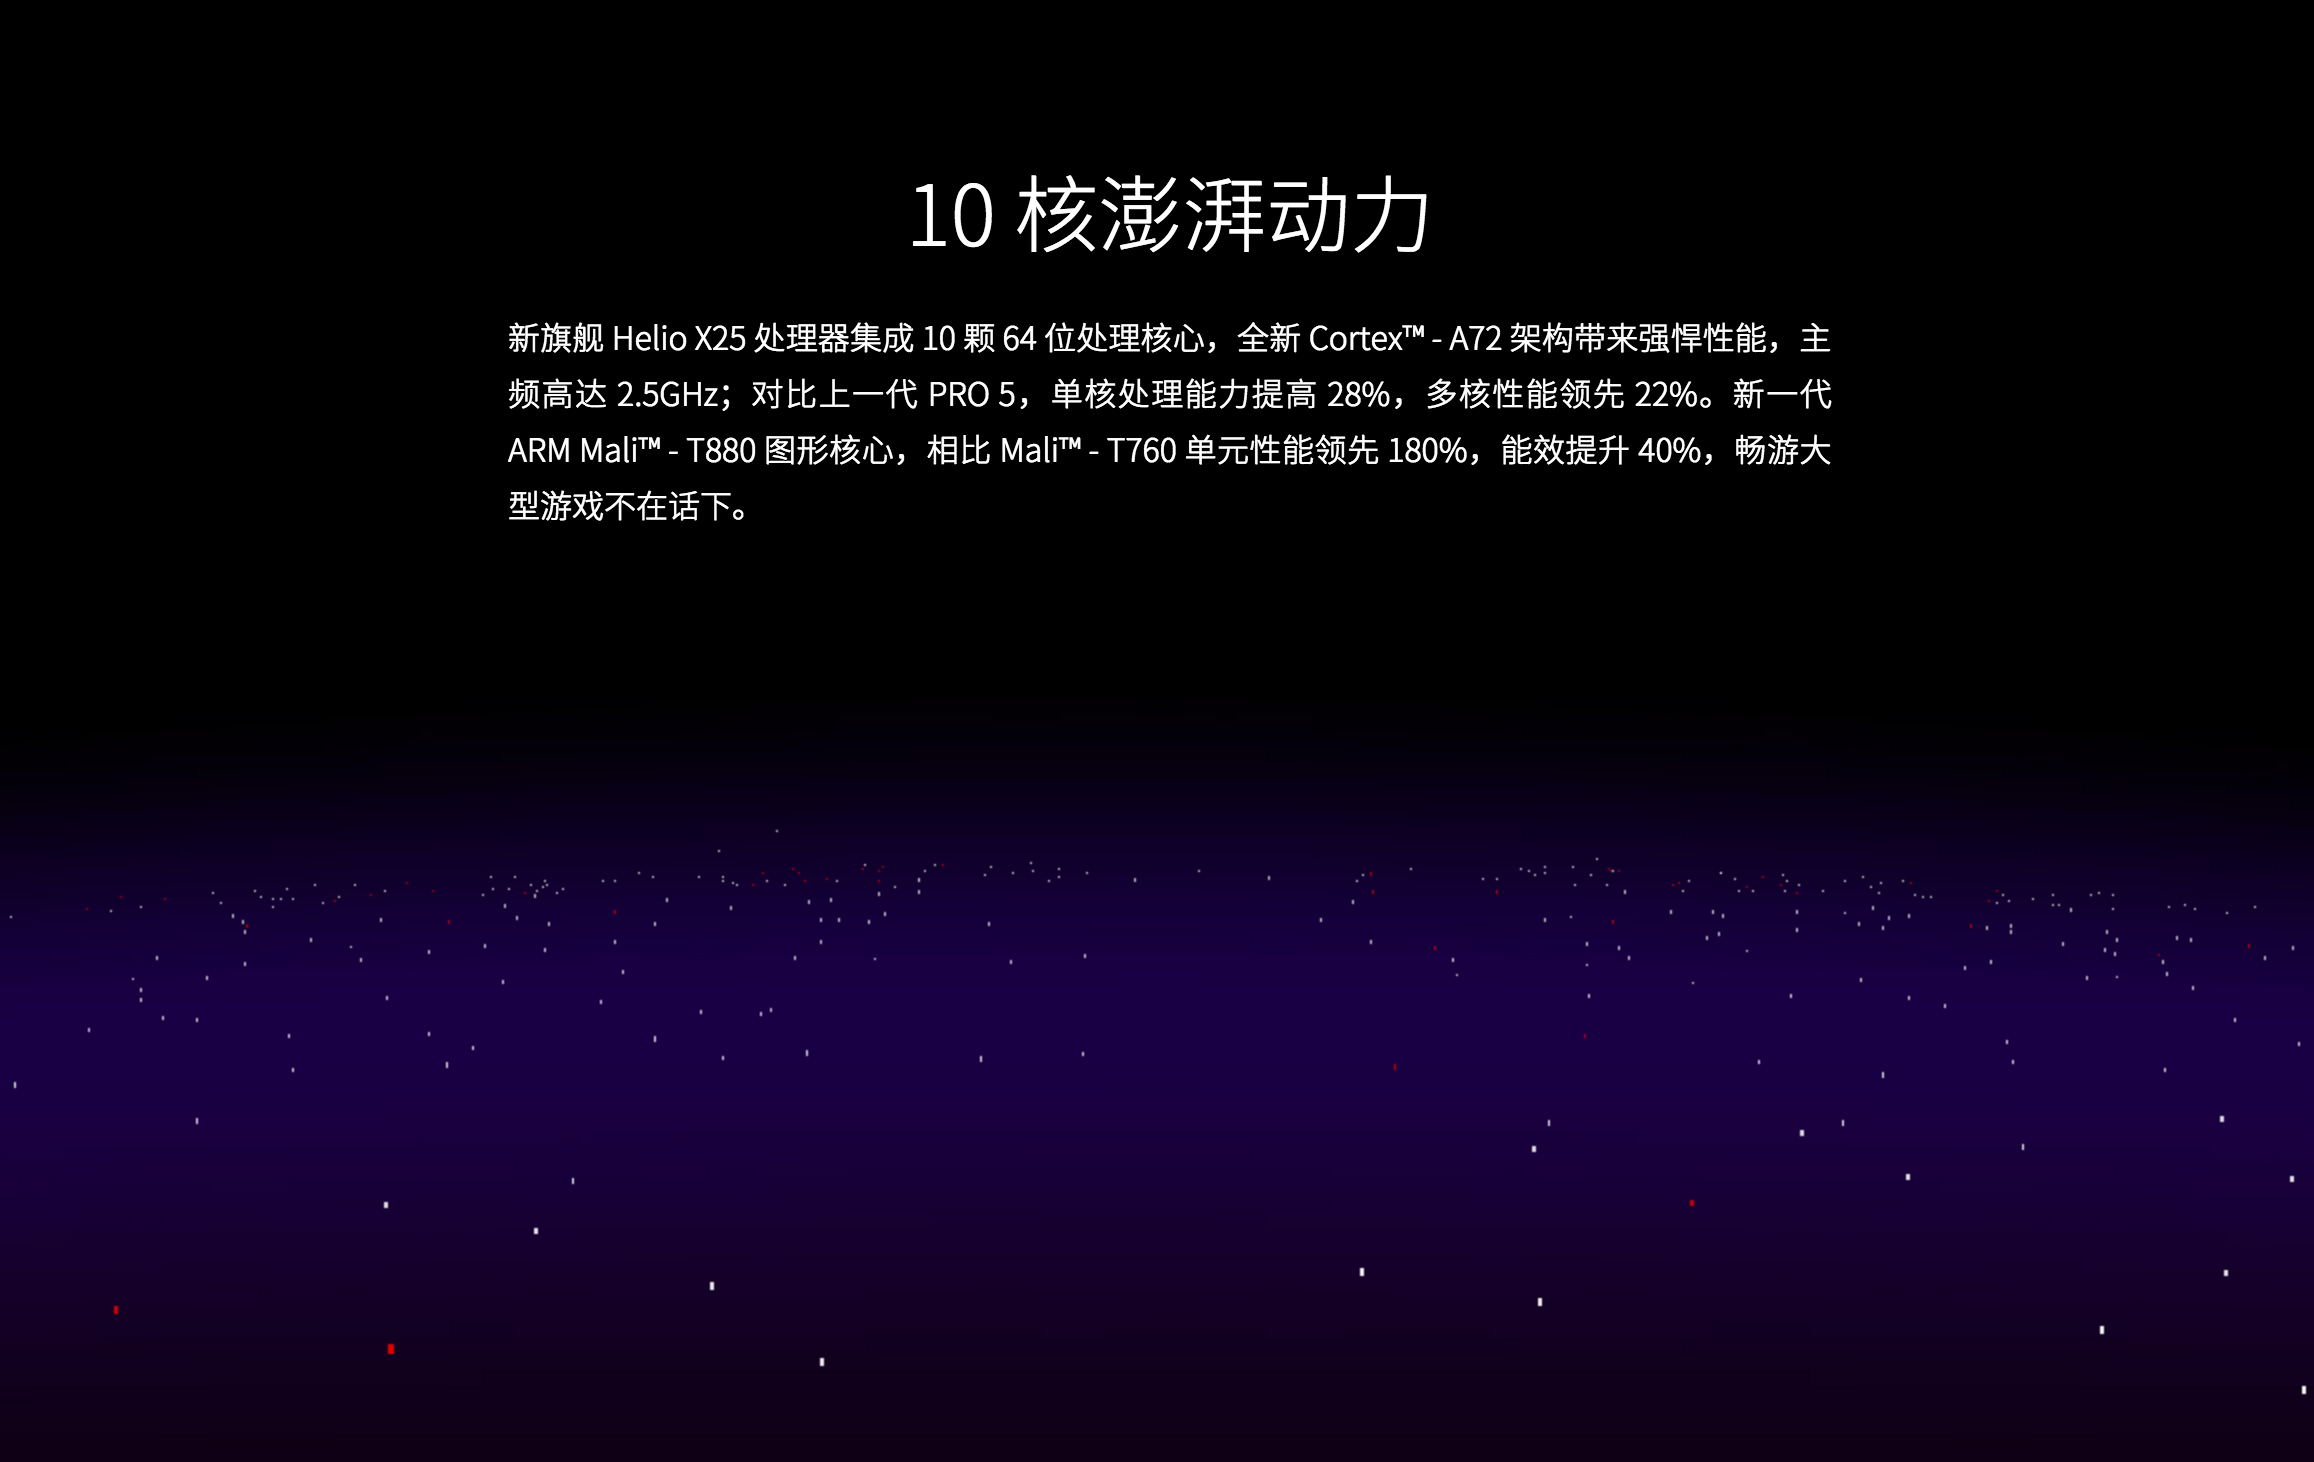 10 核澎湃动力
新旗舰 Helio X25 处理器集成 10 颗 64 位处理核心，全新 Cortex™ - A72 架构带来强悍性能，主
频高达 2.5GHz；对比上一代 PRO 5，单核处理能力提高 28%，多核性能领先 22%。新一代
ARM Mali™ - T880 图形核心，相比 Mali™ - T760 单元性能领先 180%，能效提升 40%，畅游大
型游戏不在话下。